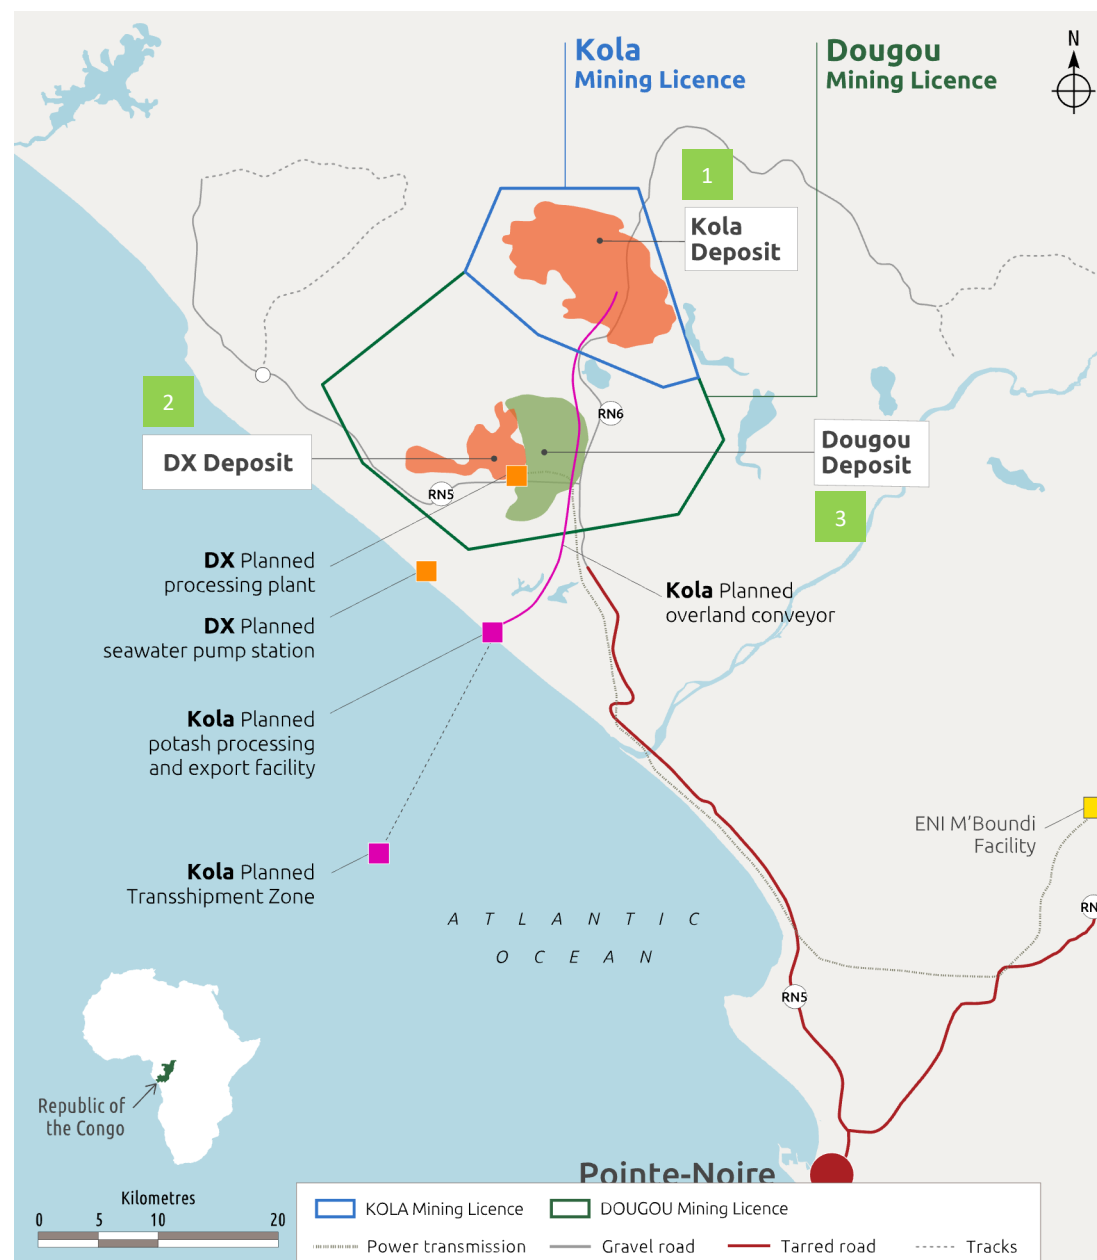 Kola
Mining Licence
Dougou
Mining Licence
N
1
Kola
Deposit
2
DX Deposit
RN6
Dougou
Deposit
3
RN5
DX Planned
processing plant
Kola Planned
overland conveyor
DX Planned
seawater pump station
Kola Planned
potash processing
and export facility
ENI M'Boundi
Facility
Kola Planned
Transshipment Zone
RN
ATLANTIC
OCEAN
RN5
Republic of
the Congo
Pointe-Noire
Kilometres
0 5 10 20
KOLA Mining Licence
DOUGOU Mining Licence
Power transmission
Gravel road
Tarred road
Tracks